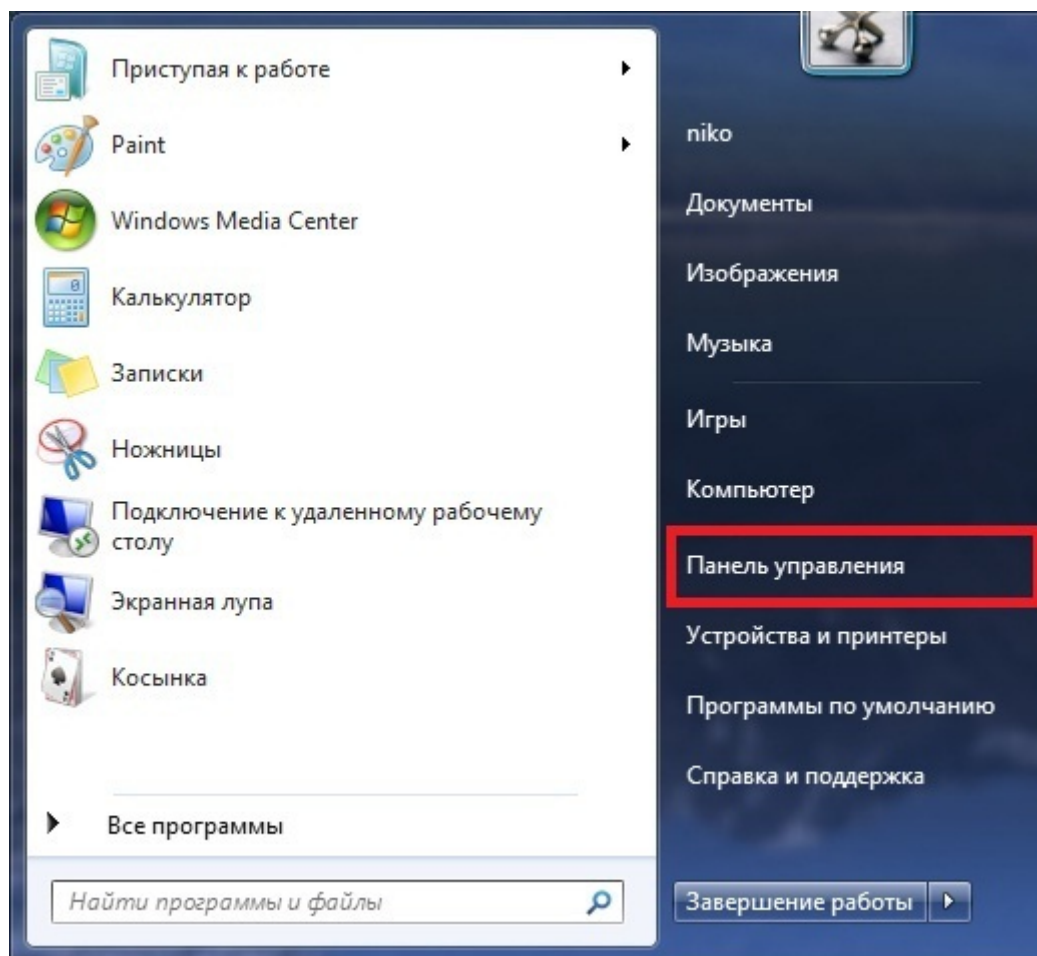 Приступая к работе
Paint
Windows Media Center
Калькулятор
Записки
Ножницы
Подключение к удаленному рабочему
столу
Экранная лупа
Косынка
Все программы
Найти программы и файлы
niko
Документы
Изображения
Музыка
Игры
Компьютер
Панель управления
Устройства и принтеры
Программы по умолчанию
Справка и поддержка
Завершение работы